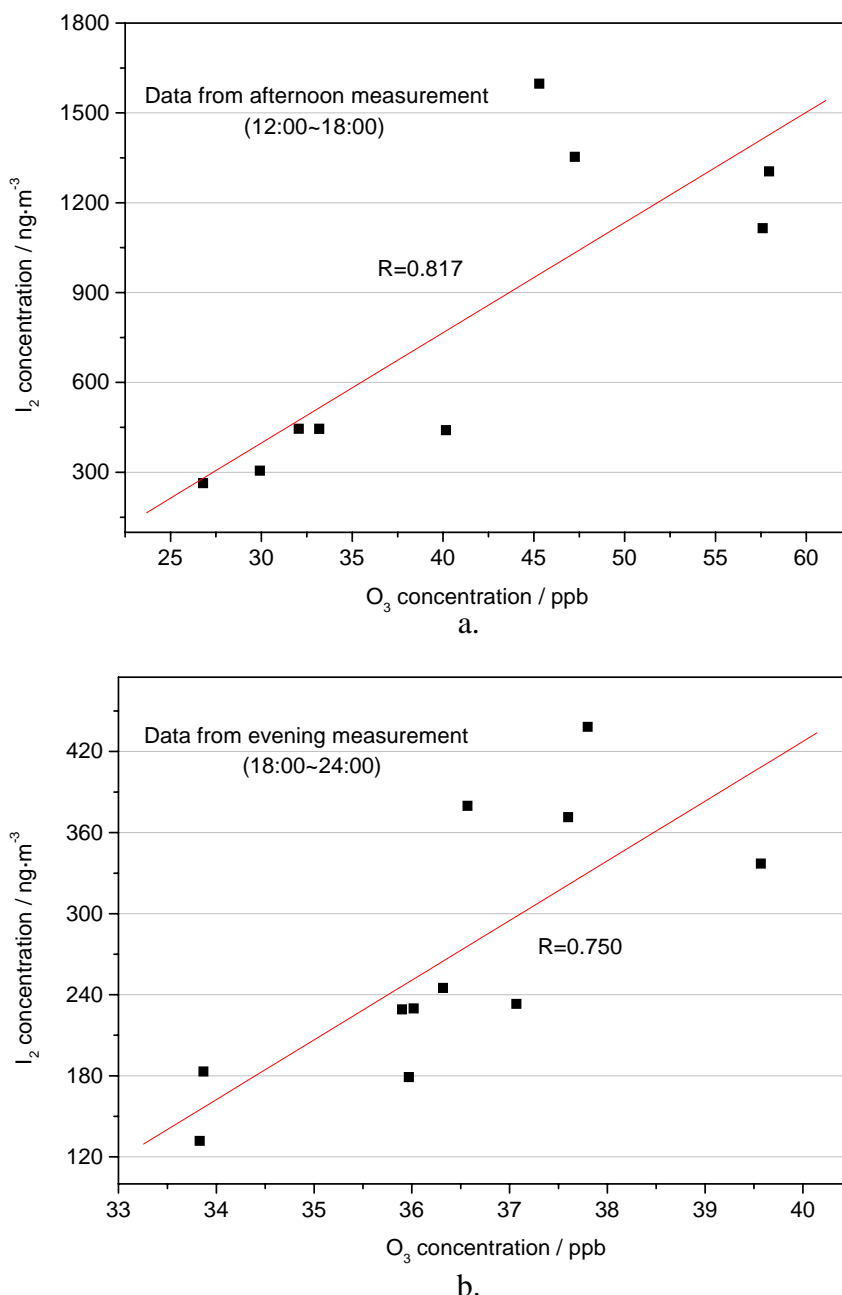 1800
1500
1200
900
600
300
I₂ concentration / ng·m⁻³
Data from afternoon measurement
(12:00~18:00)
R=0.817
25 30 35 40 45 50 55 60
O₃ concentration / ppb
a.
420
360
300
240
180
120
I₂ concentration / ng·m⁻³
Data from evening measurement
(18:00~24:00)
R=0.750
33 34 35 36 37 38 39 40
O₃ concentration / ppb
b.